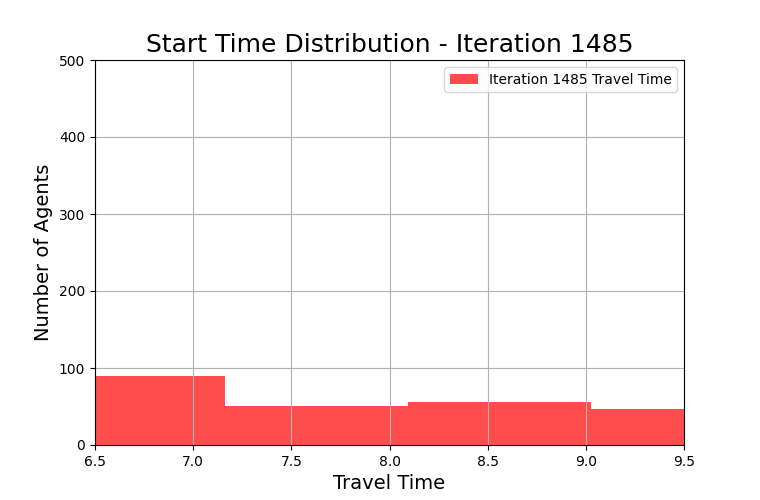 Start Time Distribution - Iteration 1485
500
Iteration 1485 Travel Time
400
300
200
100
0
Number of Agents
6.5 7.0 7.5 8.0 8.5 9.0 9.5
Travel Time